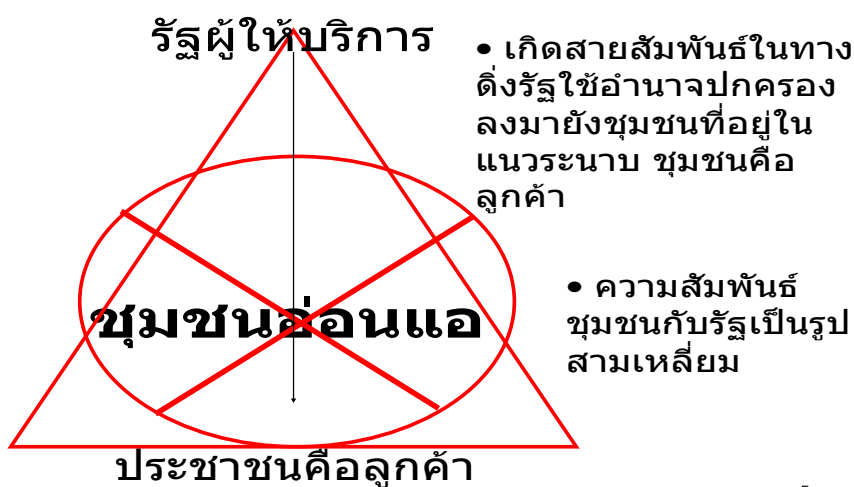 รัฐผู้ให้บริการ
• เกิดสายสัมพันธ์ในทาง
ดิ่งรัฐใช้อำนาจปกครอง
ลงมายังชุมชนที่อยู่ใน
แนวระนาบ ชุมชนคือ
ลูกค้า
ชุมชนอ่อนแอ
• ความสัมพันธ์
ชุมชนกับรัฐเป็นรูป
สามเหลี่ยม
ประชาชนคือลูกค้า